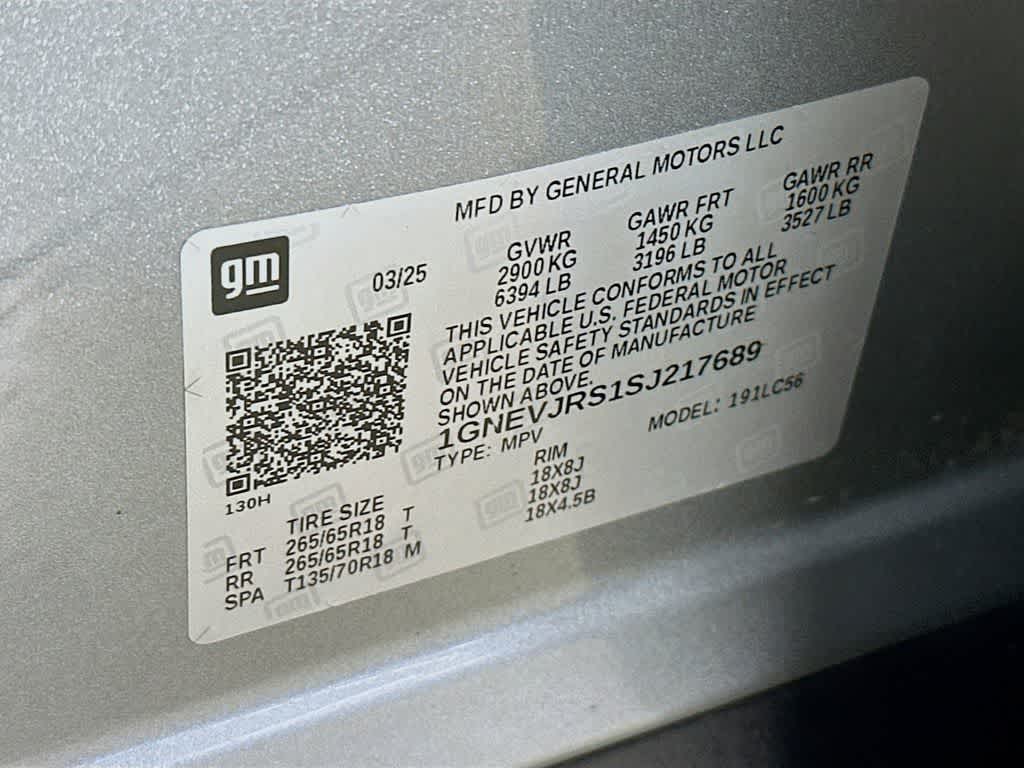 MFD BY GENERAL MOTORS LLC
gm
03/25
GVWR GAWR FRT GAWR RR
2900 KG 1450 KG 1600 KG
6394 LB 3196 LB 3527 LB
THIS VEHICLE CONFORMS TO ALL
APPLICABLE U.S. FEDERAL MOTOR
VEHICLE SAFETY STANDARDS IN EFFECT
ON THE DATE OF MANUFACTURE
SHOWN ABOVE.
1GNEVJRS1SJ217689
TYPE: MPV MODEL: 191LC56
130H
TIRE SIZE RIM
FRT 265/65R18 T 18X8J
RR 265/65R18 T 18X8J
SPA T135/70R18 M 18X4.5B